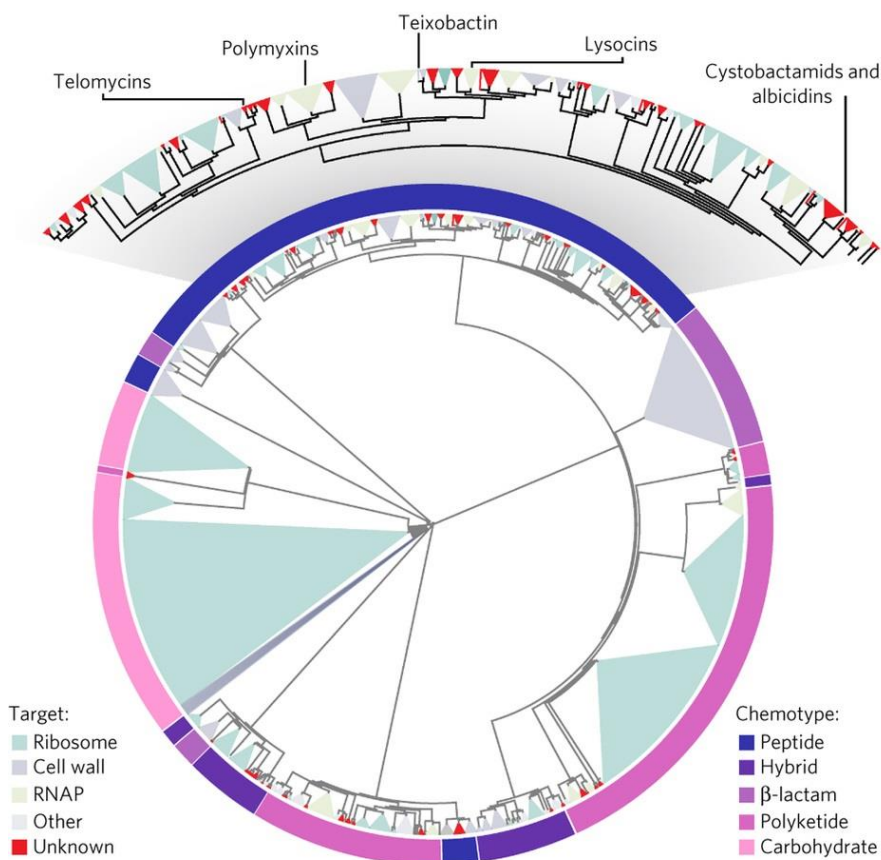 Teixobactin
Polymyxins
Lysocins
Telomycins
Cystobactamids and
albicidins
Target:
Ribosome
Cell wall
RNAP
Other
Unknown
Chemotype:
Peptide
Hybrid
β-lactam
Polyketide
Carbohydrate